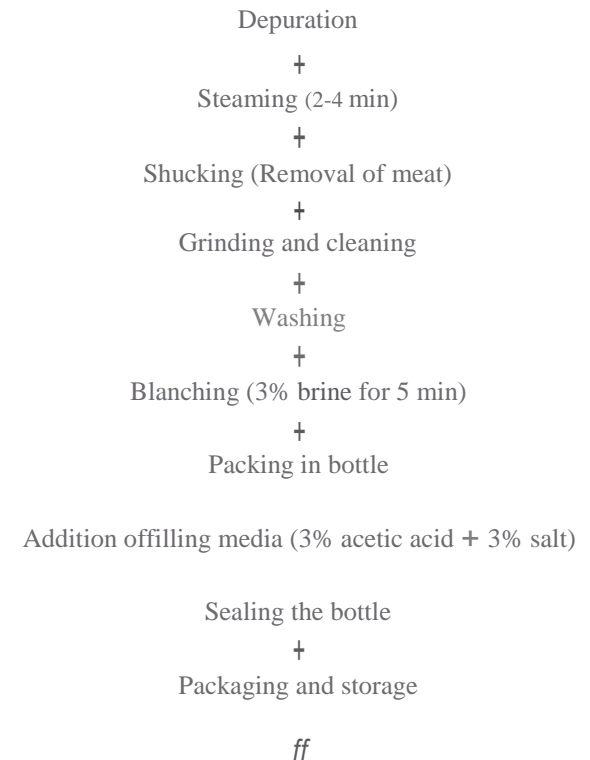 Depuration
+
Steaming (2-4 min)
+
Shucking (Removal of meat)
+
Grinding and cleaning
+
Washing
+
Blanching (3% brine for 5 min)
+
Packing in bottle
Addition offilling media (3% acetic acid + 3% salt)
Sealing the bottle
+
Packaging and storage
ff